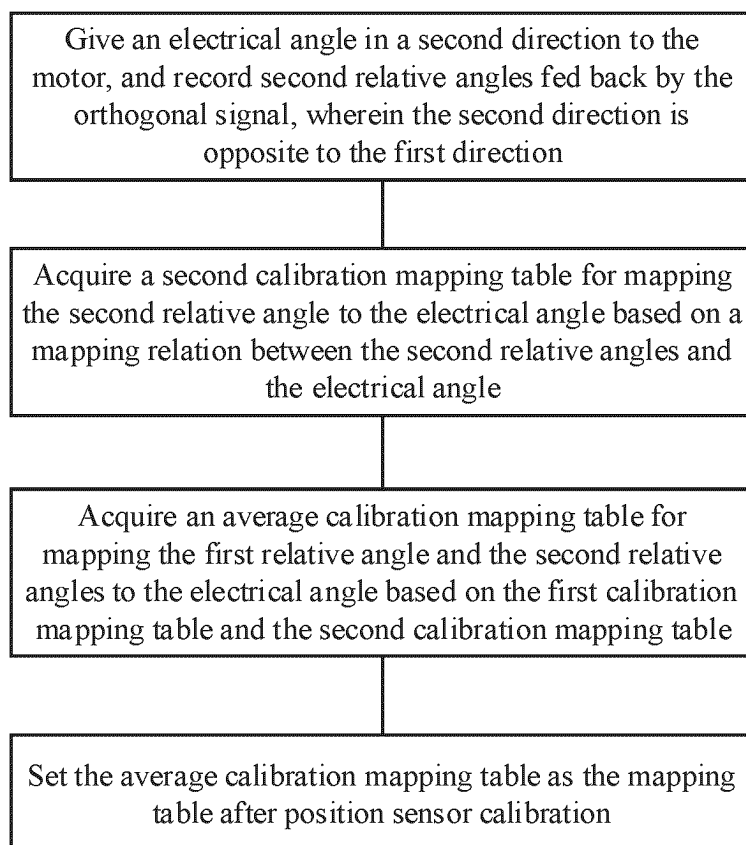 Give an electrical angle in a second direction to the
motor, and record second relative angles fed back by the
orthogonal signal, wherein the second direction is
opposite to the first direction
Acquire a second calibration mapping table for mapping
the second relative angle to the electrical angle based on a
mapping relation between the second relative angles and
the electrical angle
Acquire an average calibration mapping table for
mapping the first relative angle and the second relative
angles to the electrical angle based on the first calibration
mapping table and the second calibration mapping table
Set the average calibration mapping table as the mapping
table after position sensor calibration